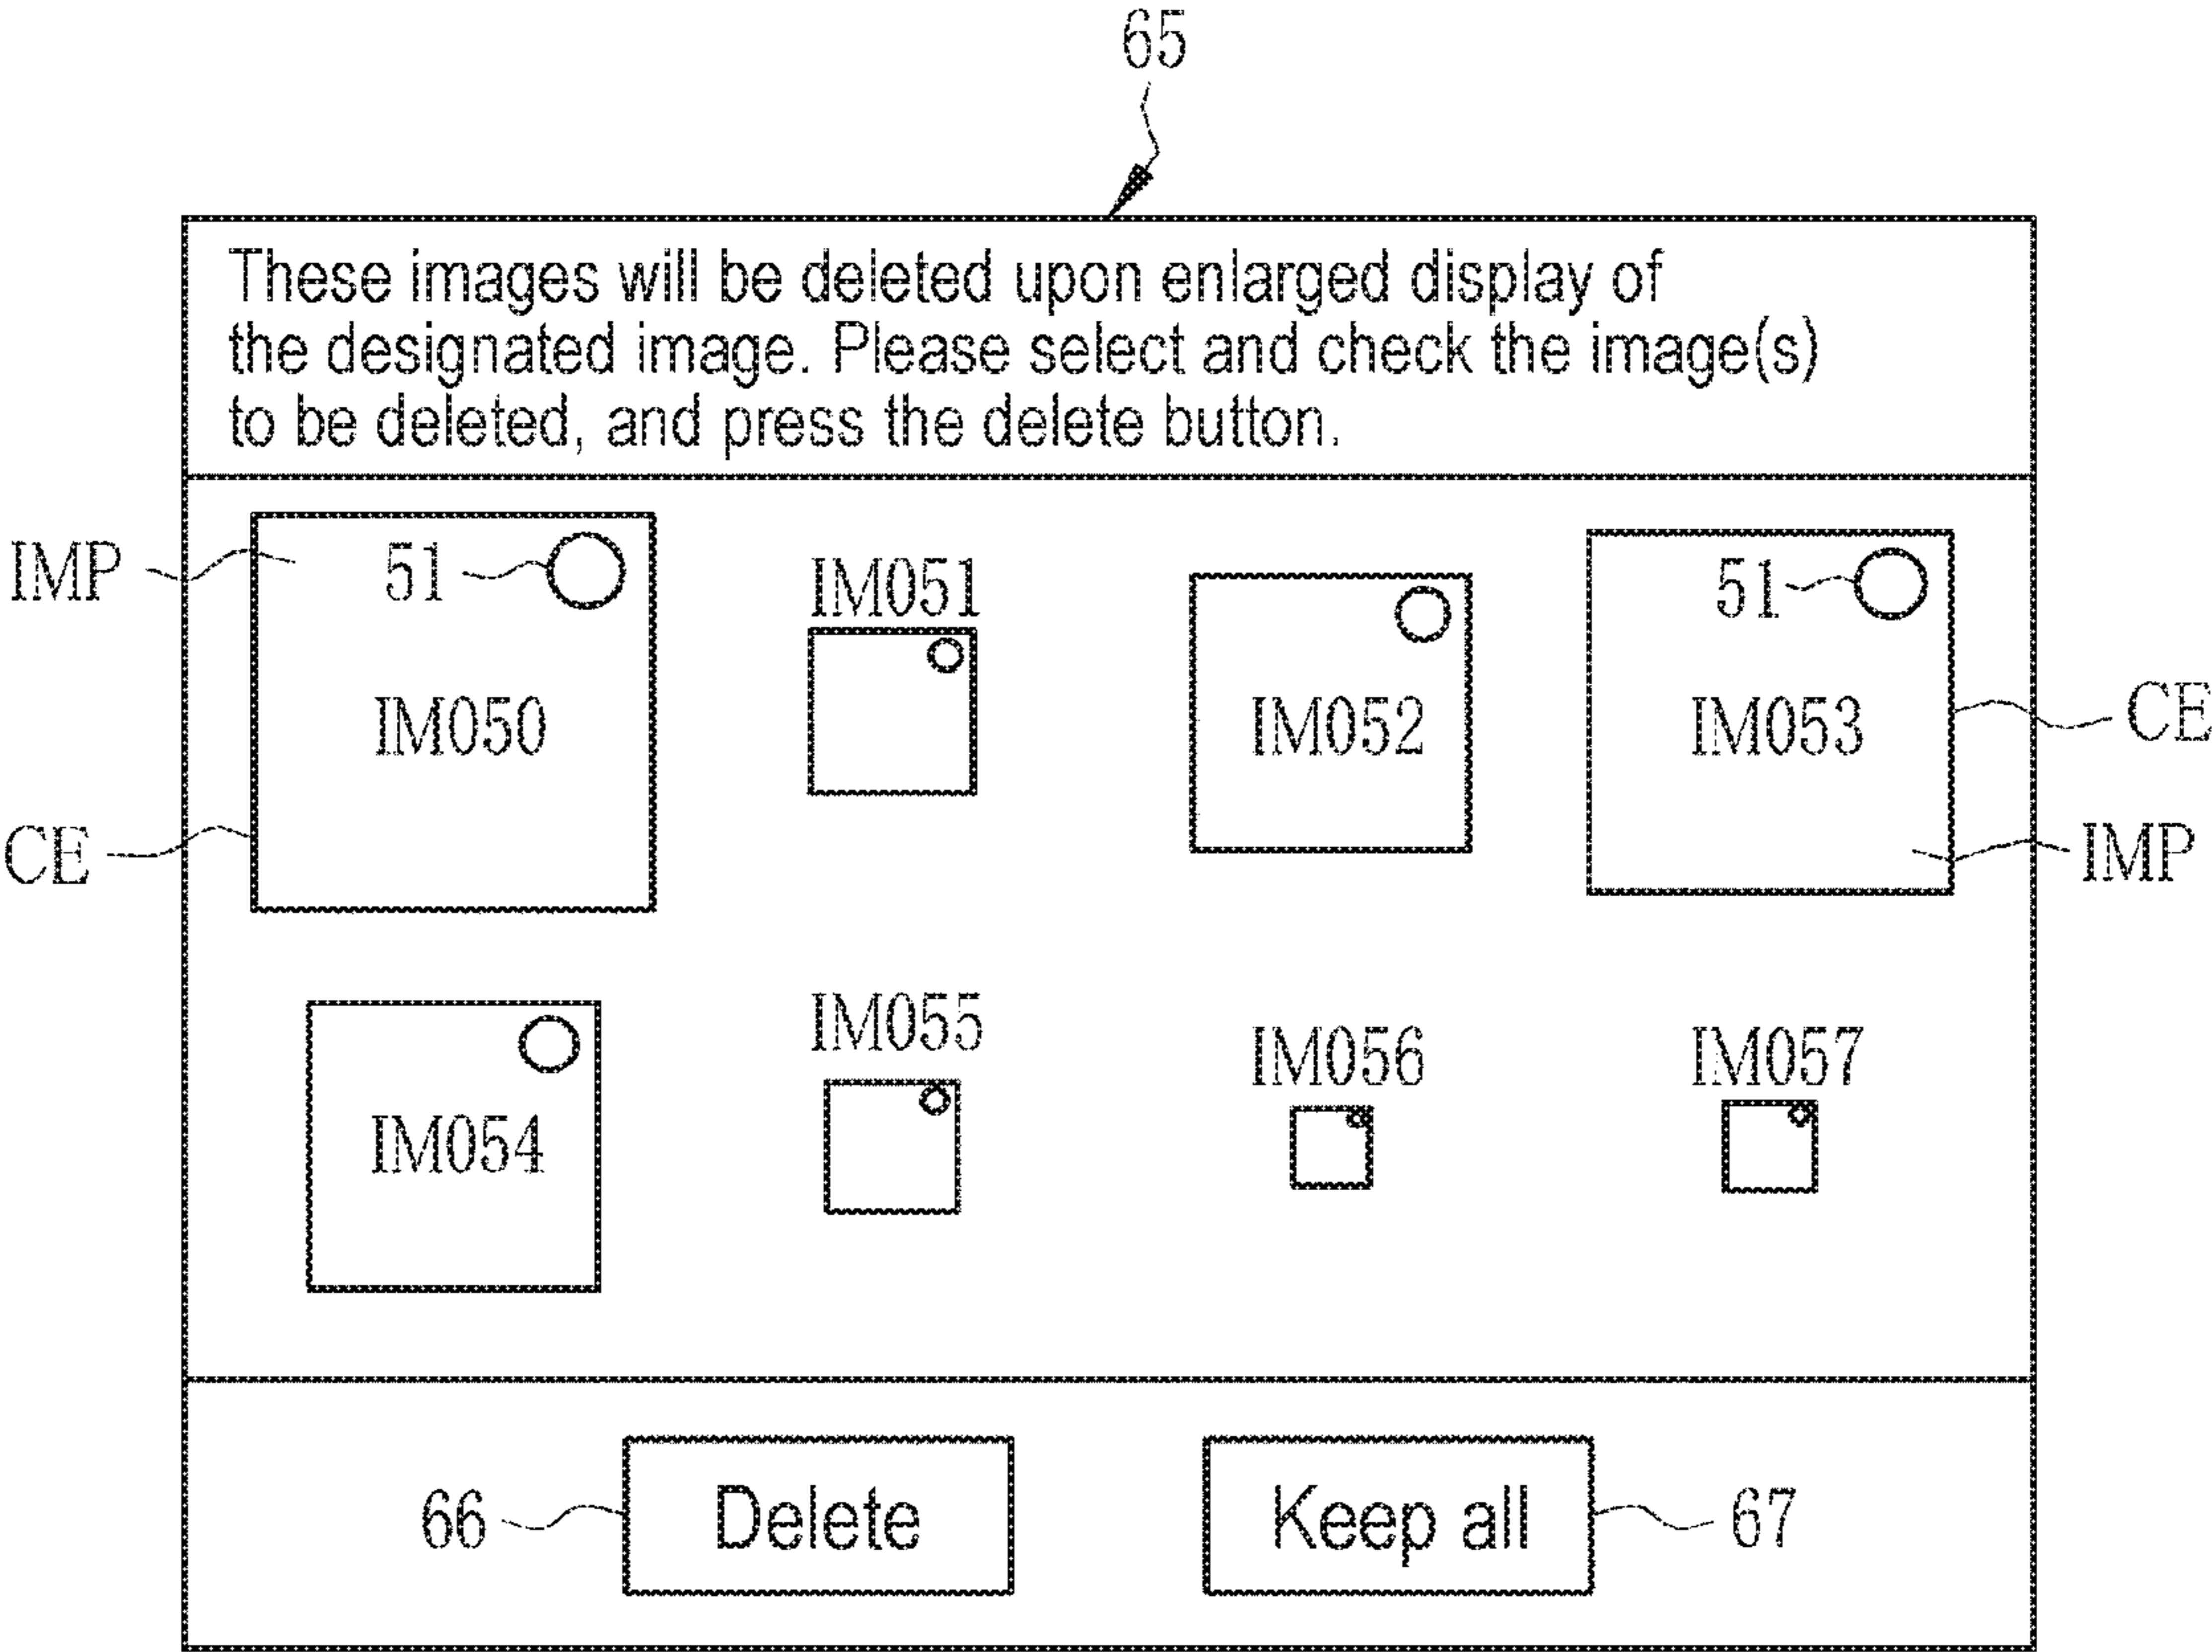 65
These images will be deleted upon enlarged display of
the designated image. Please select and check the image(s)
to be deleted, and press the delete button.
IMP
51
IM051
51
IM050
IM052
IM053
CE
CE
IMP
IM055
IM056
IM057
IM054
66
Delete
Keep all
67